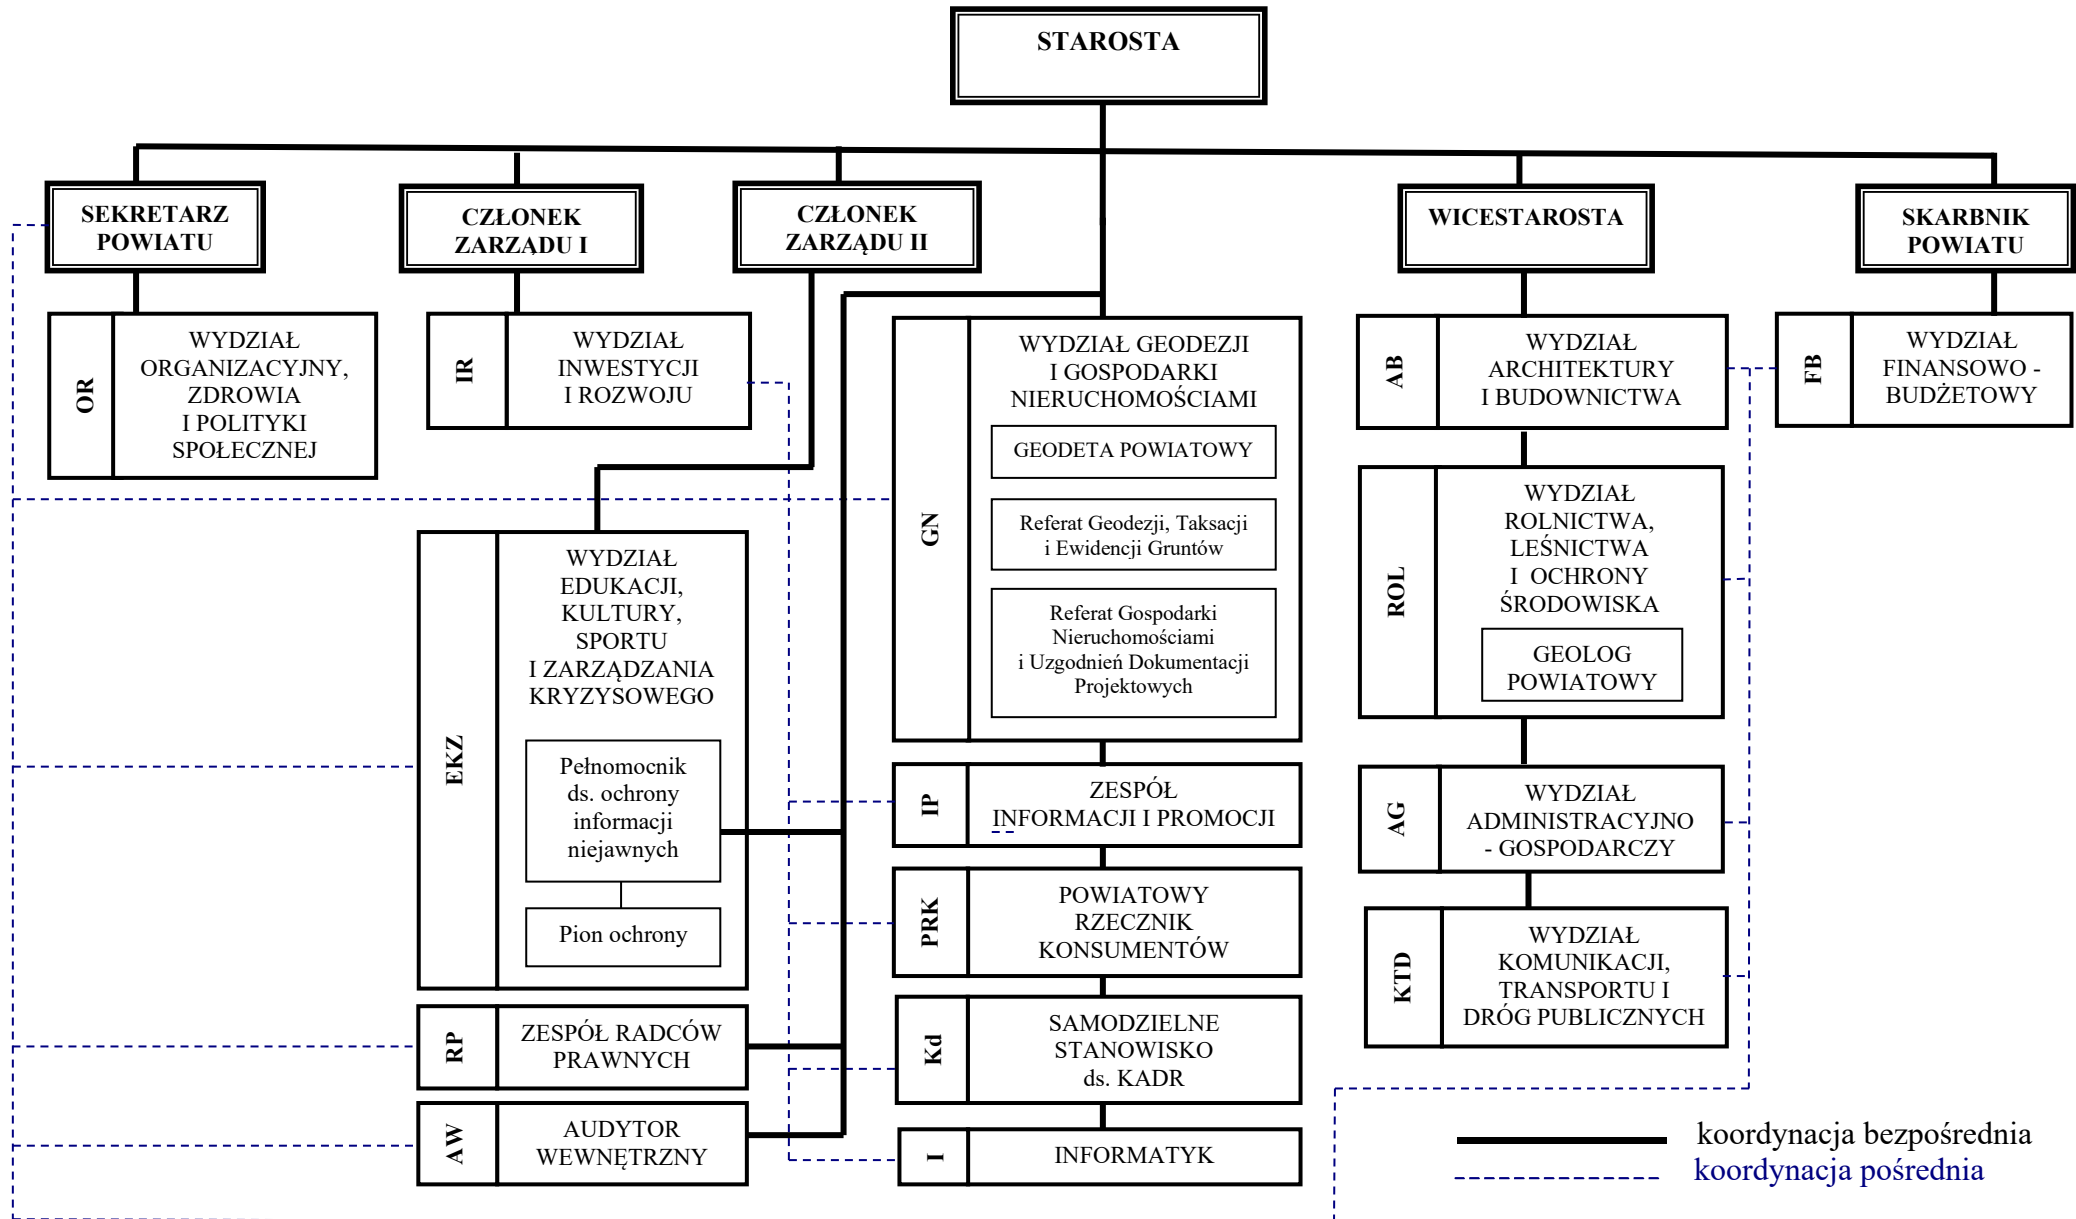 STAROSTA
SEKRETARZ
POWIATU
CZŁONEK
ZARZĄDU I
CZŁONEK
ZARZĄDU II
WICESTAROSTA
SKARBNIK
POWIATU
OR
WYDZIAŁ
ORGANIZACYJNY,
ZDROWIA
I POLITYKI
SPOŁECZNEJ
IR
WYDZIAŁ
INWESTYCJI
I ROZWOJU
EKZ
WYDZIAŁ
EDUKACJI,
KULTURY,
SPORTU
I ZARZĄDZANIA
KRYZYSOWEGO
Pełnomocnik
ds. ochrony
informacji
niejawnych
Pion ochrony
RP
ZESPÓŁ RADCÓW
PRAWNYCH
AW
AUDYTOR
WEWNĘTRZNY
GN
WYDZIAŁ GEODEZJI
I GOSPODARKI
NIERUCHOMOŚCIAMI
GEODETA POWIATOWY
Referat Geodezji, Taksacji
i Ewidencji Gruntów
Referat Gospodarki
Nieruchomościami
i Uzgodnień Dokumentacji
Projektowych
IP
ZESPÓŁ
INFORMACJI I PROMOCJI
PRK
POWIATOWY
RZECZNIK
KONSUMENTÓW
Kd
SAMODZIELNE
STANOWISKO
ds. KADR
I
INFORMATYK
AB
WYDZIAŁ
ARCHITEKTURY
I BUDOWNICTWA
ROL
WYDZIAŁ
ROLNICTWA,
LEŚNICTWA
I OCHRONY
ŚRODOWISKA
GEOLOG
POWIATOWY
AG
WYDZIAŁ
ADMINISTRACYJNO
- GOSPODARCZY
KTD
WYDZIAŁ
KOMUNIKACJI,
TRANSPORTU I
DRÓG PUBLICZNYCH
FB
WYDZIAŁ
FINANSOWO -
BUDŻETOWY
koordynacja bezpośrednia
koordynacja pośrednia